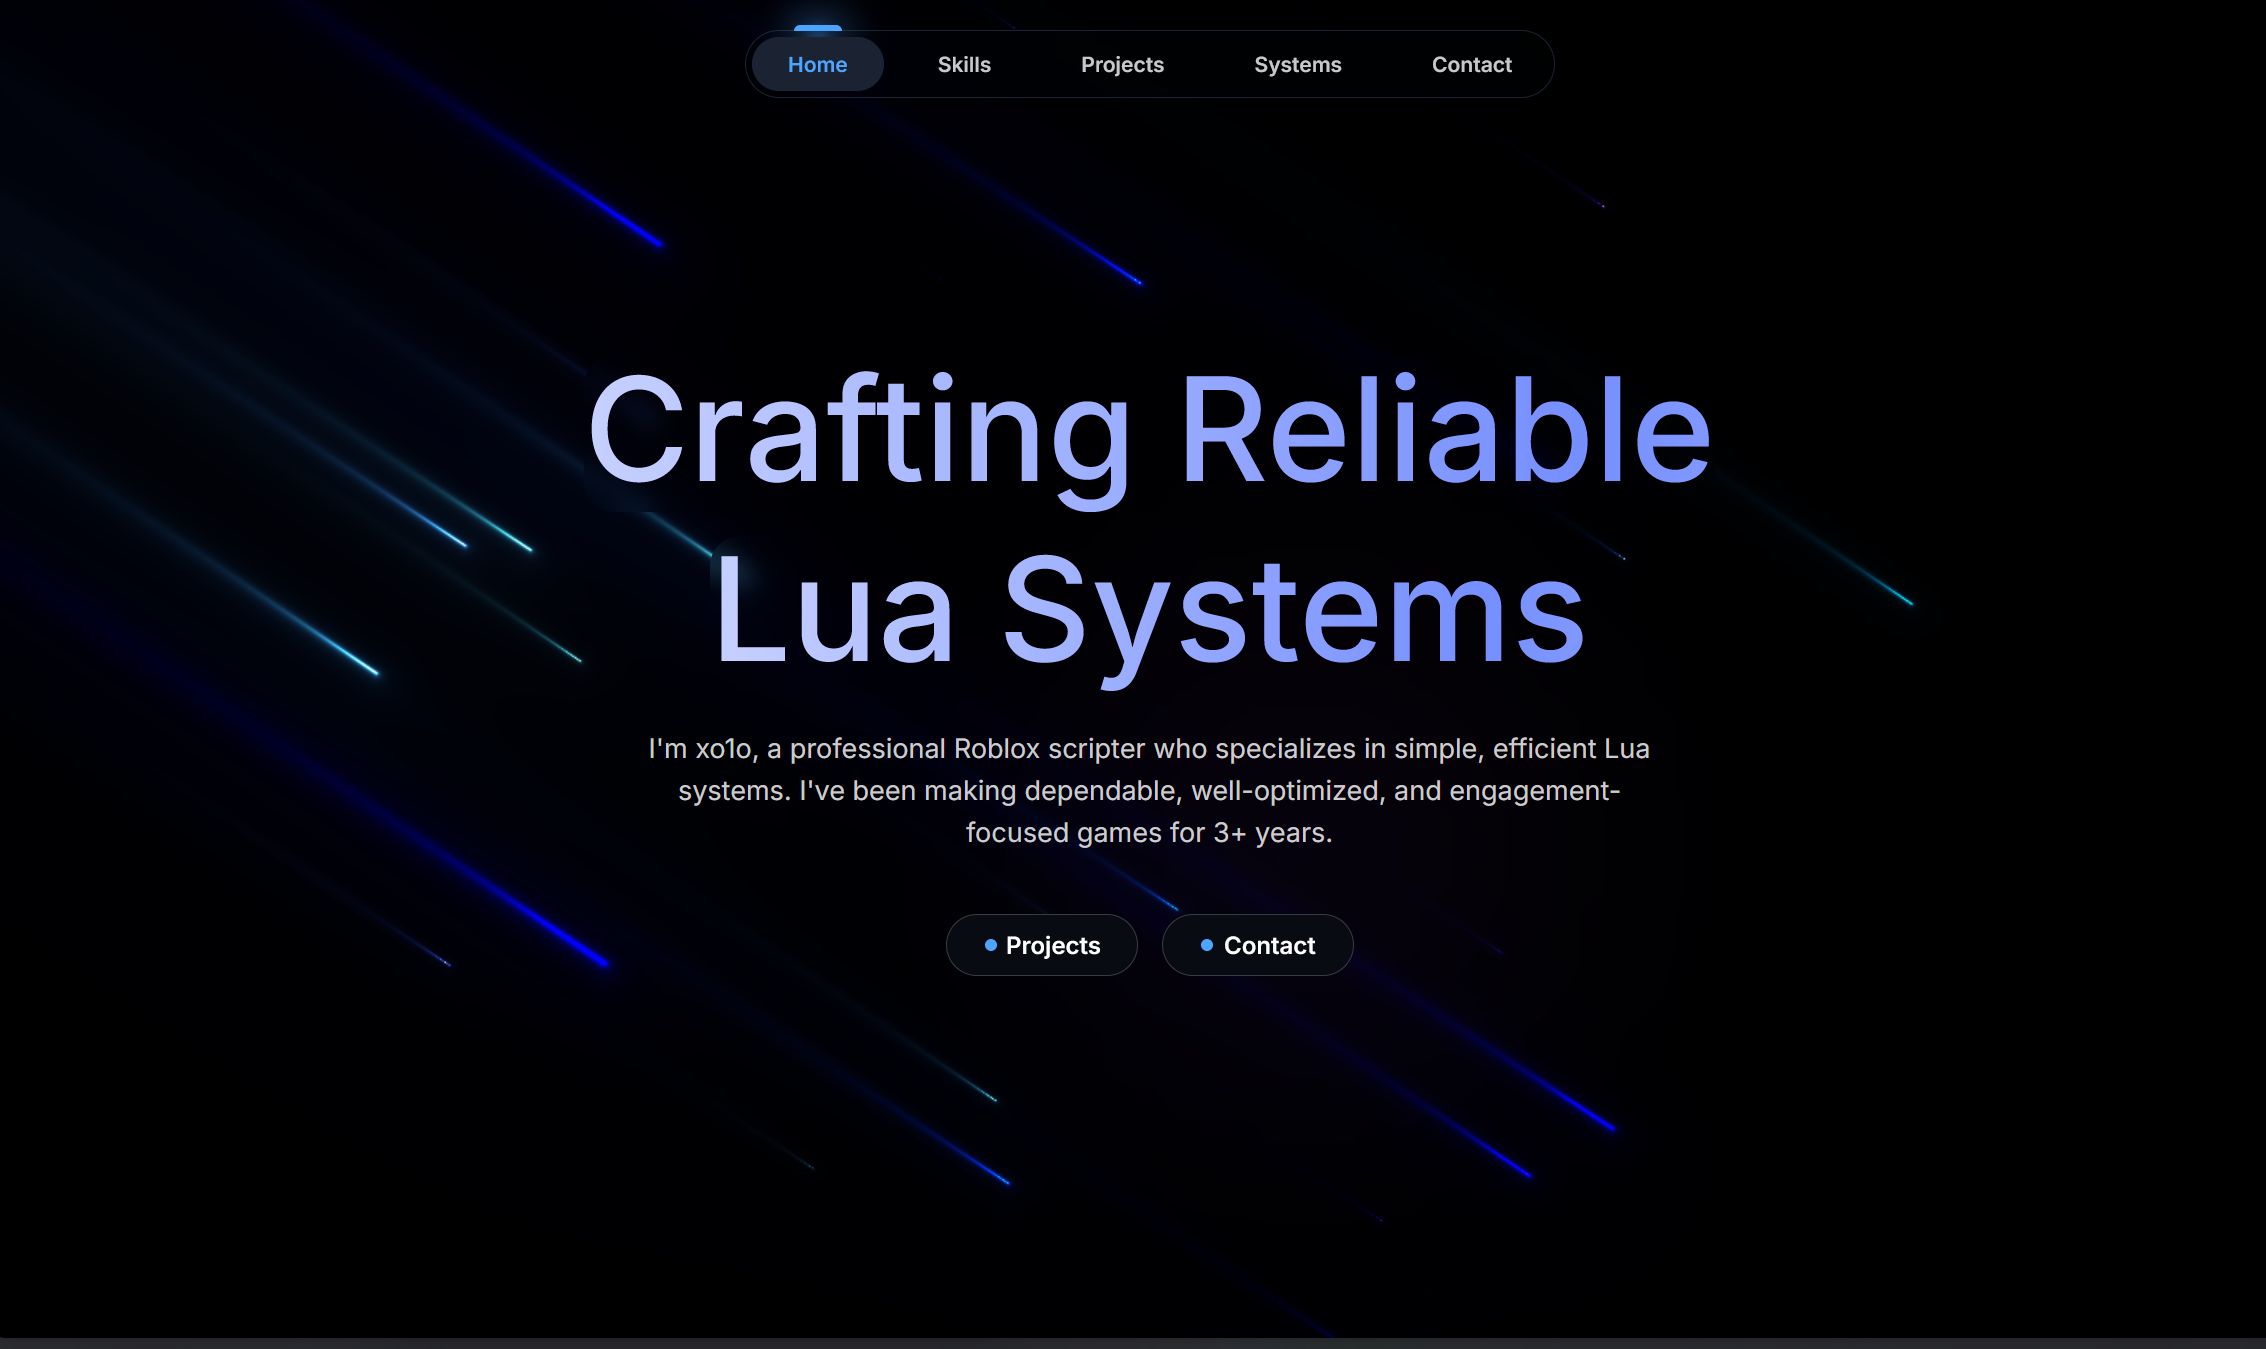 Home Skills Projects Systems Contact
Crafting Reliable
Lua Systems
I'm xo1o, a professional Roblox scripter who specializes in simple, efficient Lua
systems. I've been making dependable, well-optimized, and engagement-
focused games for 3+ years.
Projects Contact